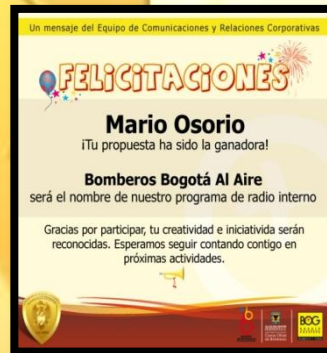 Un mensaje del Equipo de Comunicaciones y Relaciones Corporativas
¡FELICITACIONES!
Mario Osorio
¡Tu propuesta ha sido la ganadora!
Bomberos Bogotá Al Aire
será el nombre de nuestro programa de radio interno
Gracias por participar, tu creatividad e iniciativida serán
reconocidas. Esperamos seguir contando contigo en
próximas actividades.
BOG